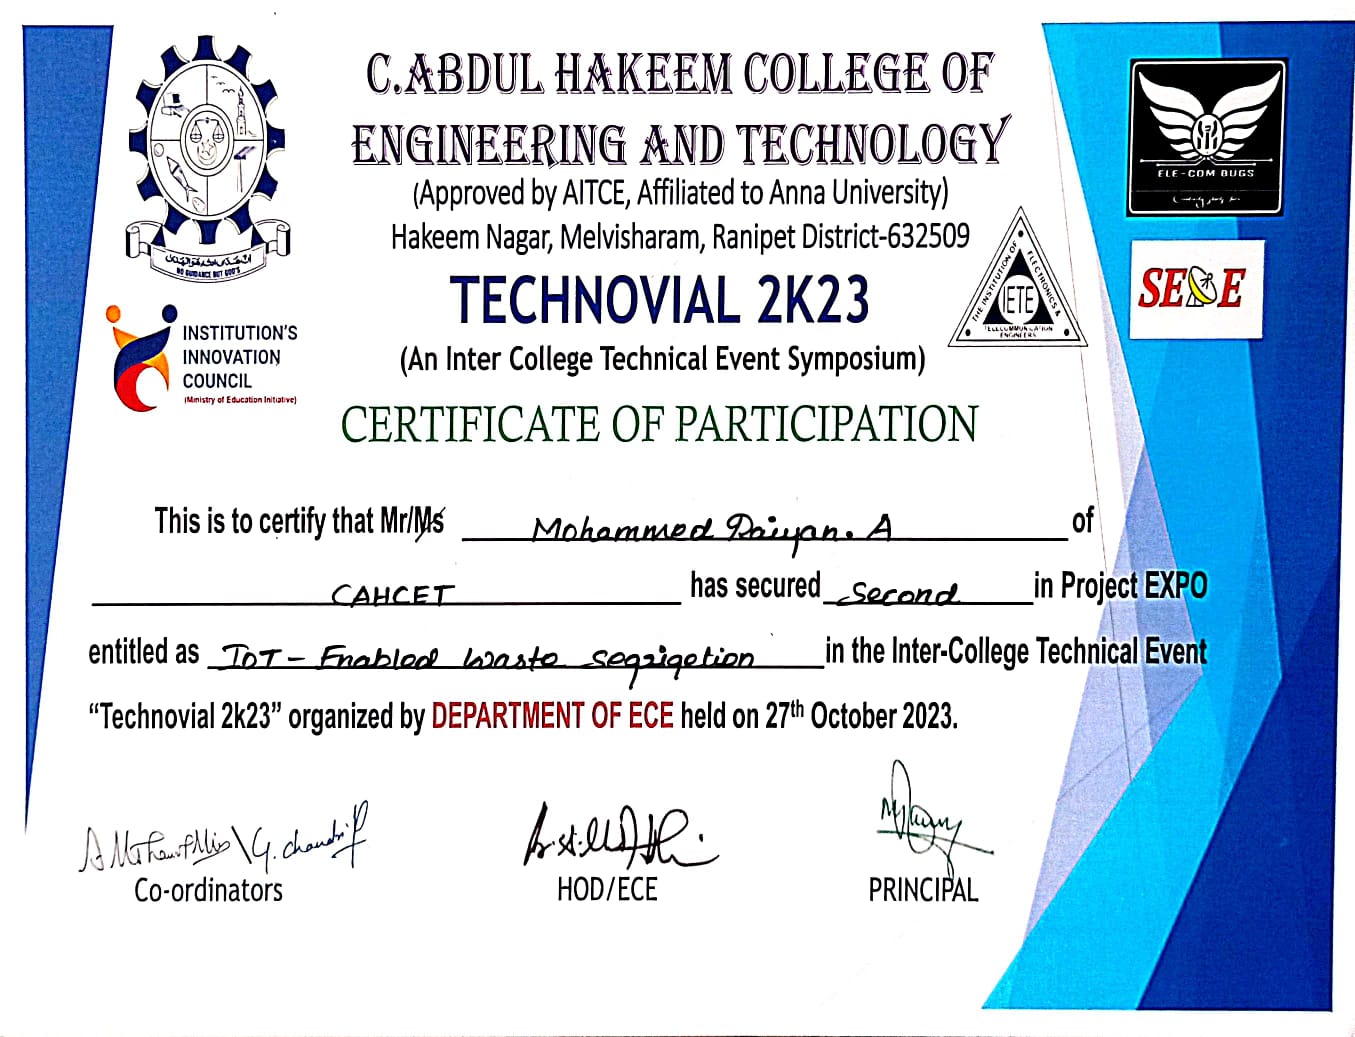 C.ABDUL HAKEEM COLLEGE OF
ENGINEERING AND TECHNOLOGY
(Approved by AITCE, Affiliated to Anna University)
Hakeem Nagar, Melvisharam, Ranipet District-632509
TECHNOVIAL 2K23
(An Inter College Technical Event Symposium)
NO GUIDANCE BUT GOD'S
INSTITUTION'S
INNOVATION
COUNCIL
(Ministry of Education Initiative)
ELE-COM BUGS
THE INSTITUTION OF
ELECTRONICS &
IETE
TELECOMMUNICATION
ENGINEERS
SEECE
CERTIFICATE OF PARTICIPATION
This is to certify that Mr/Ms Mohammed Raiyan. A of
CAHCET has secured Second in Project EXPO
entitled as IOT - Enabled waste segrigetion in the Inter-College Technical Event
“Technovial 2k23” organized by DEPARTMENT OF ECE held on 27th October 2023.
Co-ordinators
HOD/ECE
PRINCIPAL